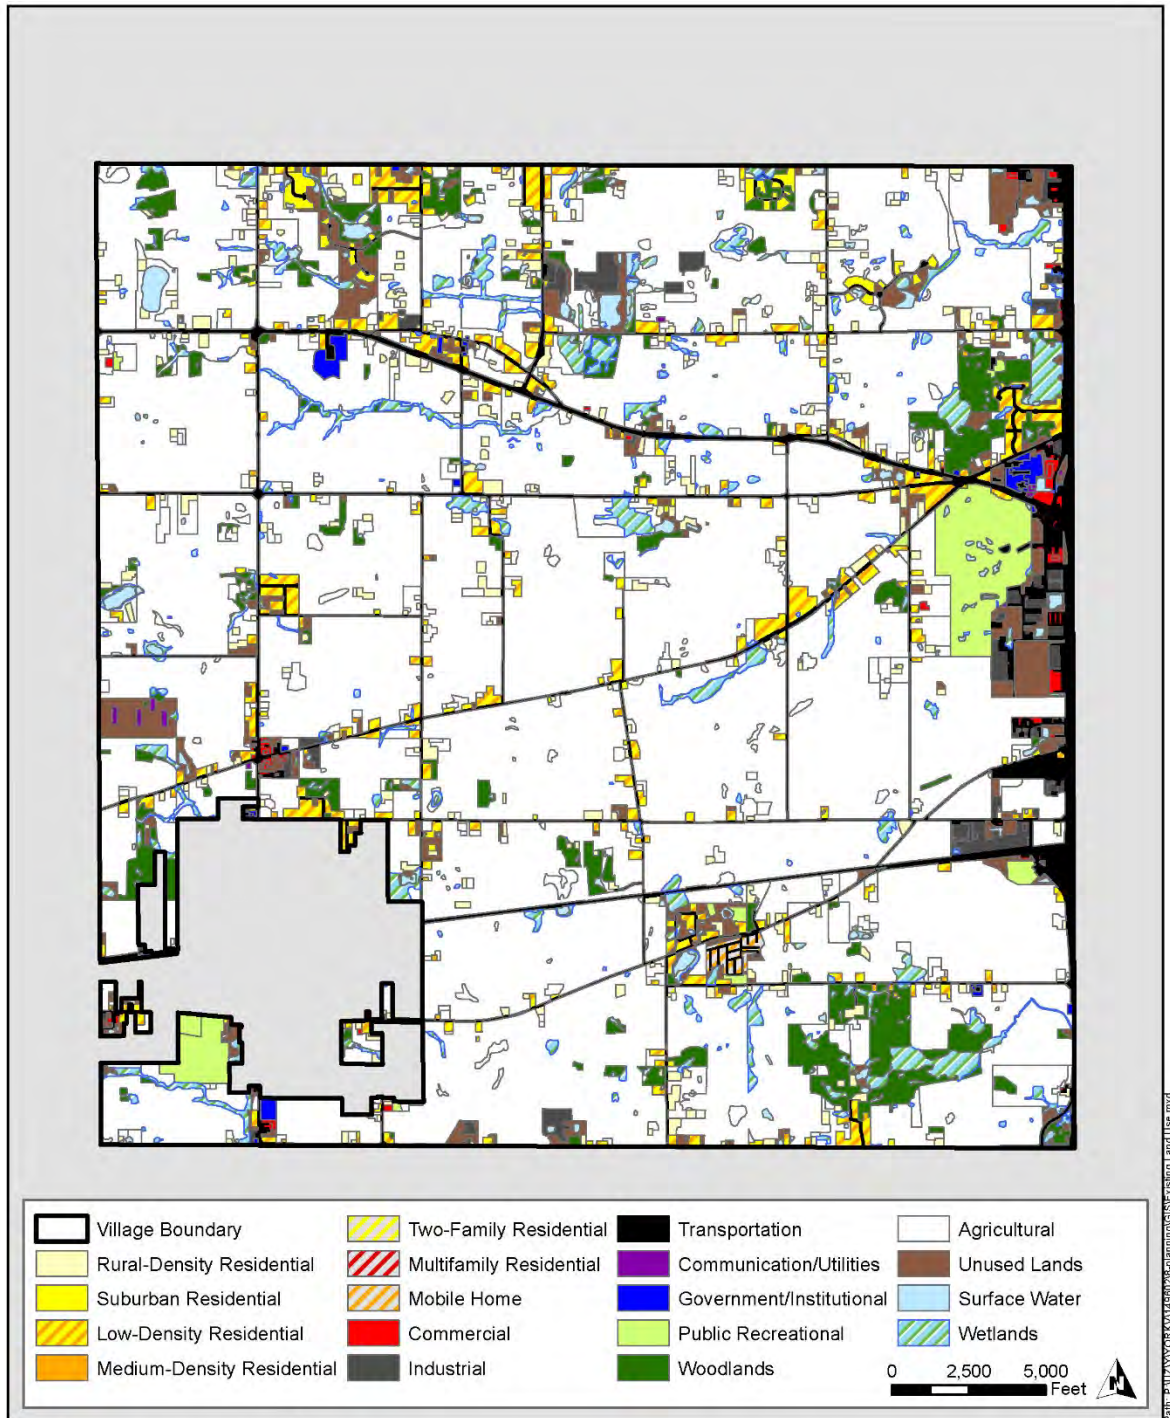 Village Boundary
Rural-Density Residential
Suburban Residential
Low-Density Residential
Medium-Density Residential
Two-Family Residential
Multifamily Residential
Mobile Home
Commercial
Industrial
Transportation
Communication/Utilities
Government/Institutional
Public Recreational
Woodlands
Agricultural
Unused Lands
Surface Water
Wetlands
0 2,500 5,000
Feet
N